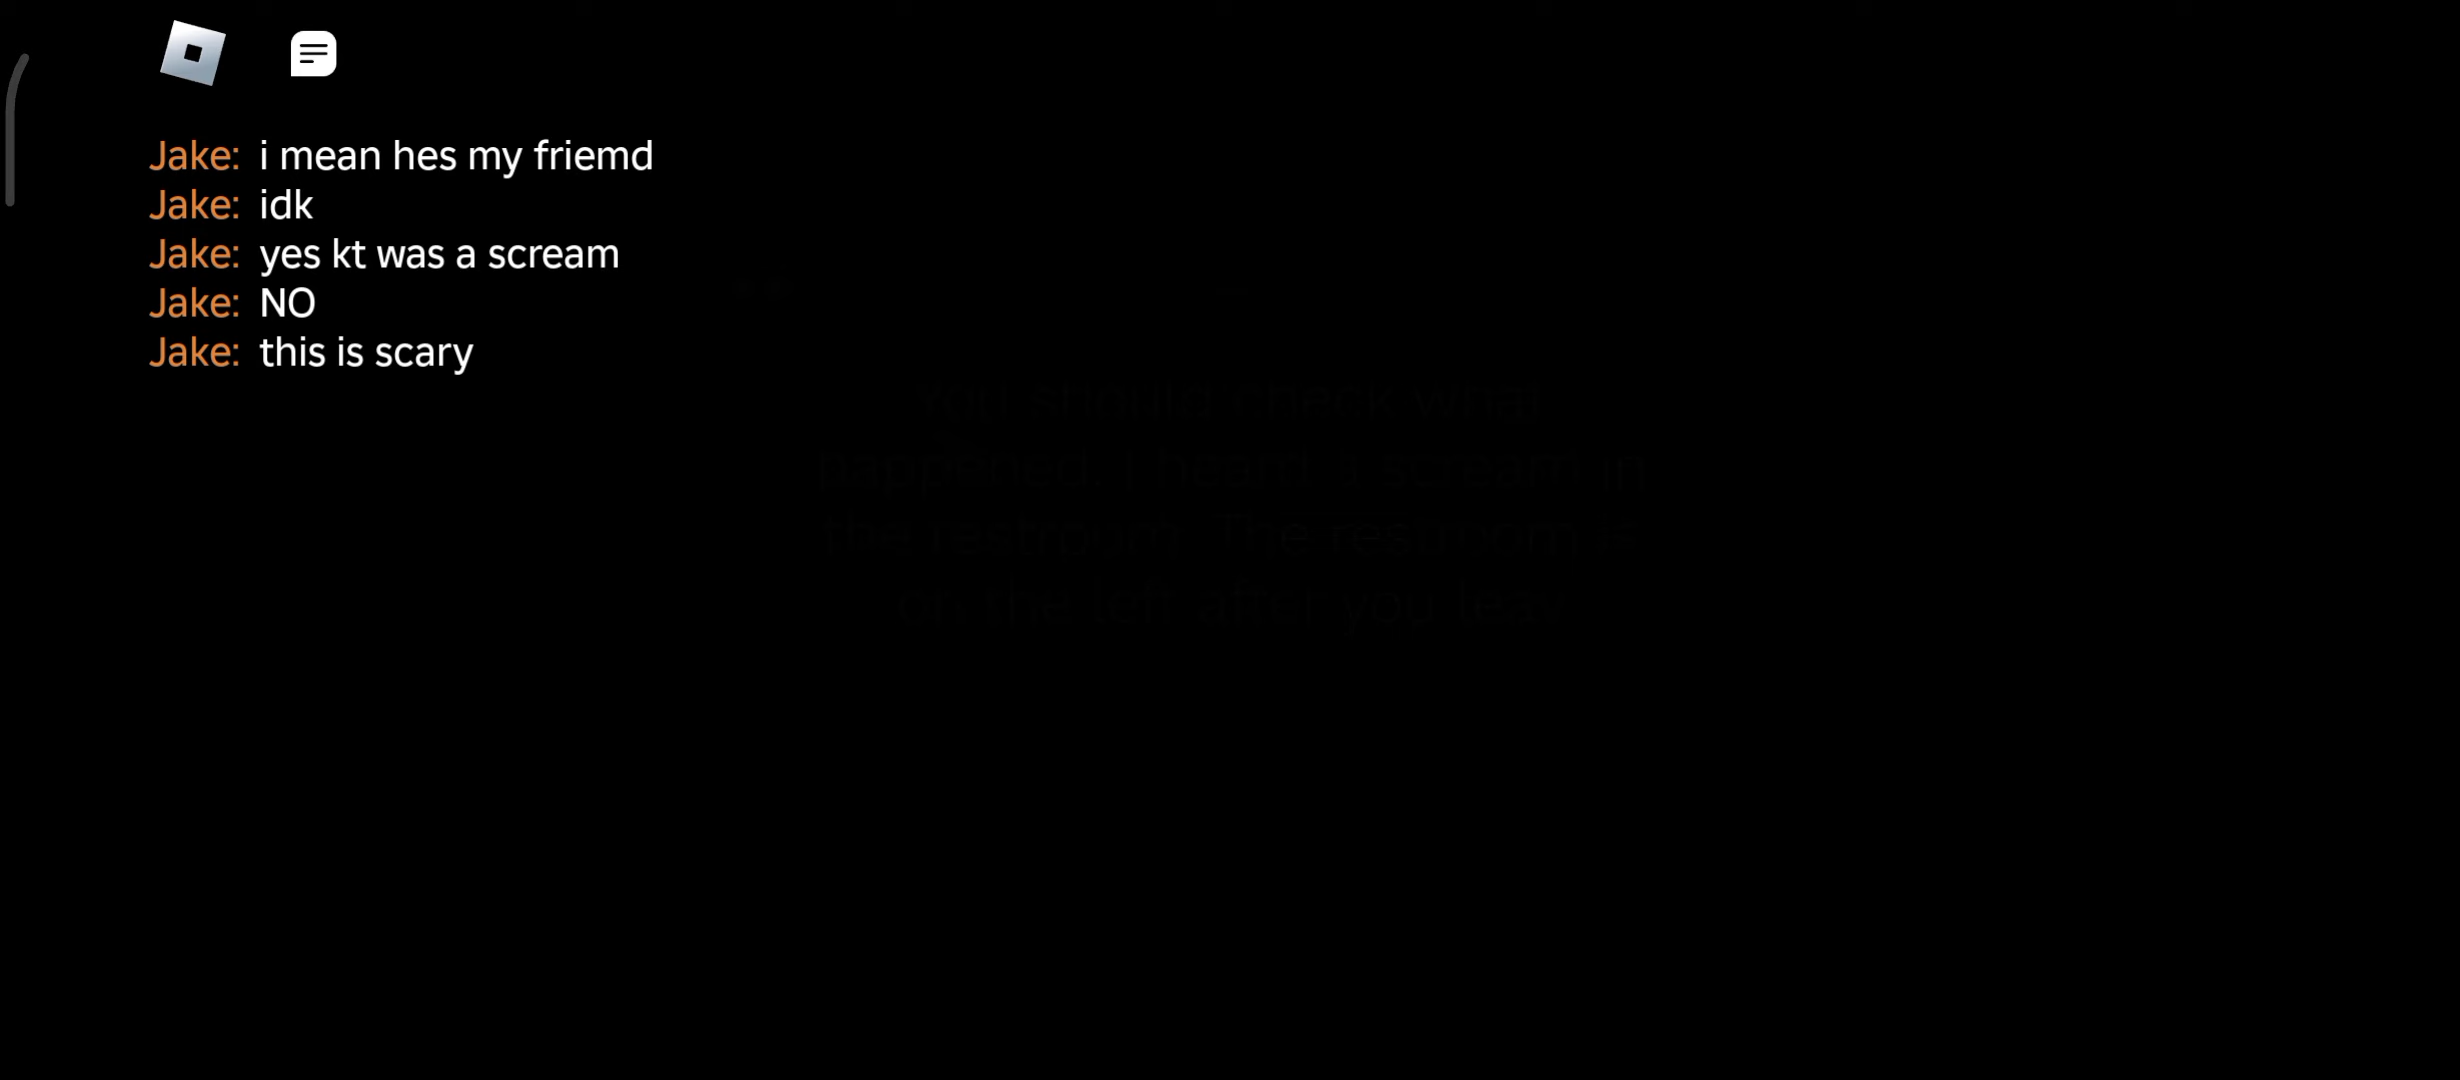 Jake: i mean hes my friemd
Jake: idk
Jake: yes kt was a scream
Jake: NO
Jake: this is scary
You should check what
happened. I heard a scream in
the restroom. The restroom is
on the left after you leav